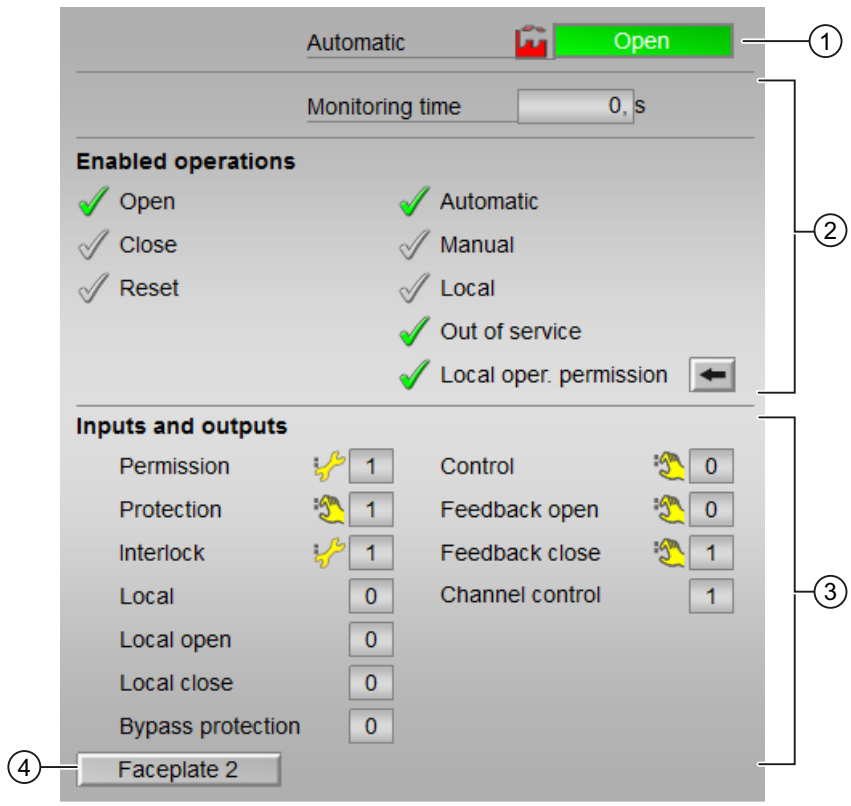 Automatic Open 1
Monitoring time 0, s
Enabled operations
Open Automatic
Close Manual 2
Reset Local
Out of service
Local oper. permission
Inputs and outputs
Permission 1 Control 0
Protection 1 Feedback open 0
Interlock 1 Feedback close 1
Local 0 Channel control 1 3
Local open 0
Local close 0
Bypass protection 0
4 Faceplate 2